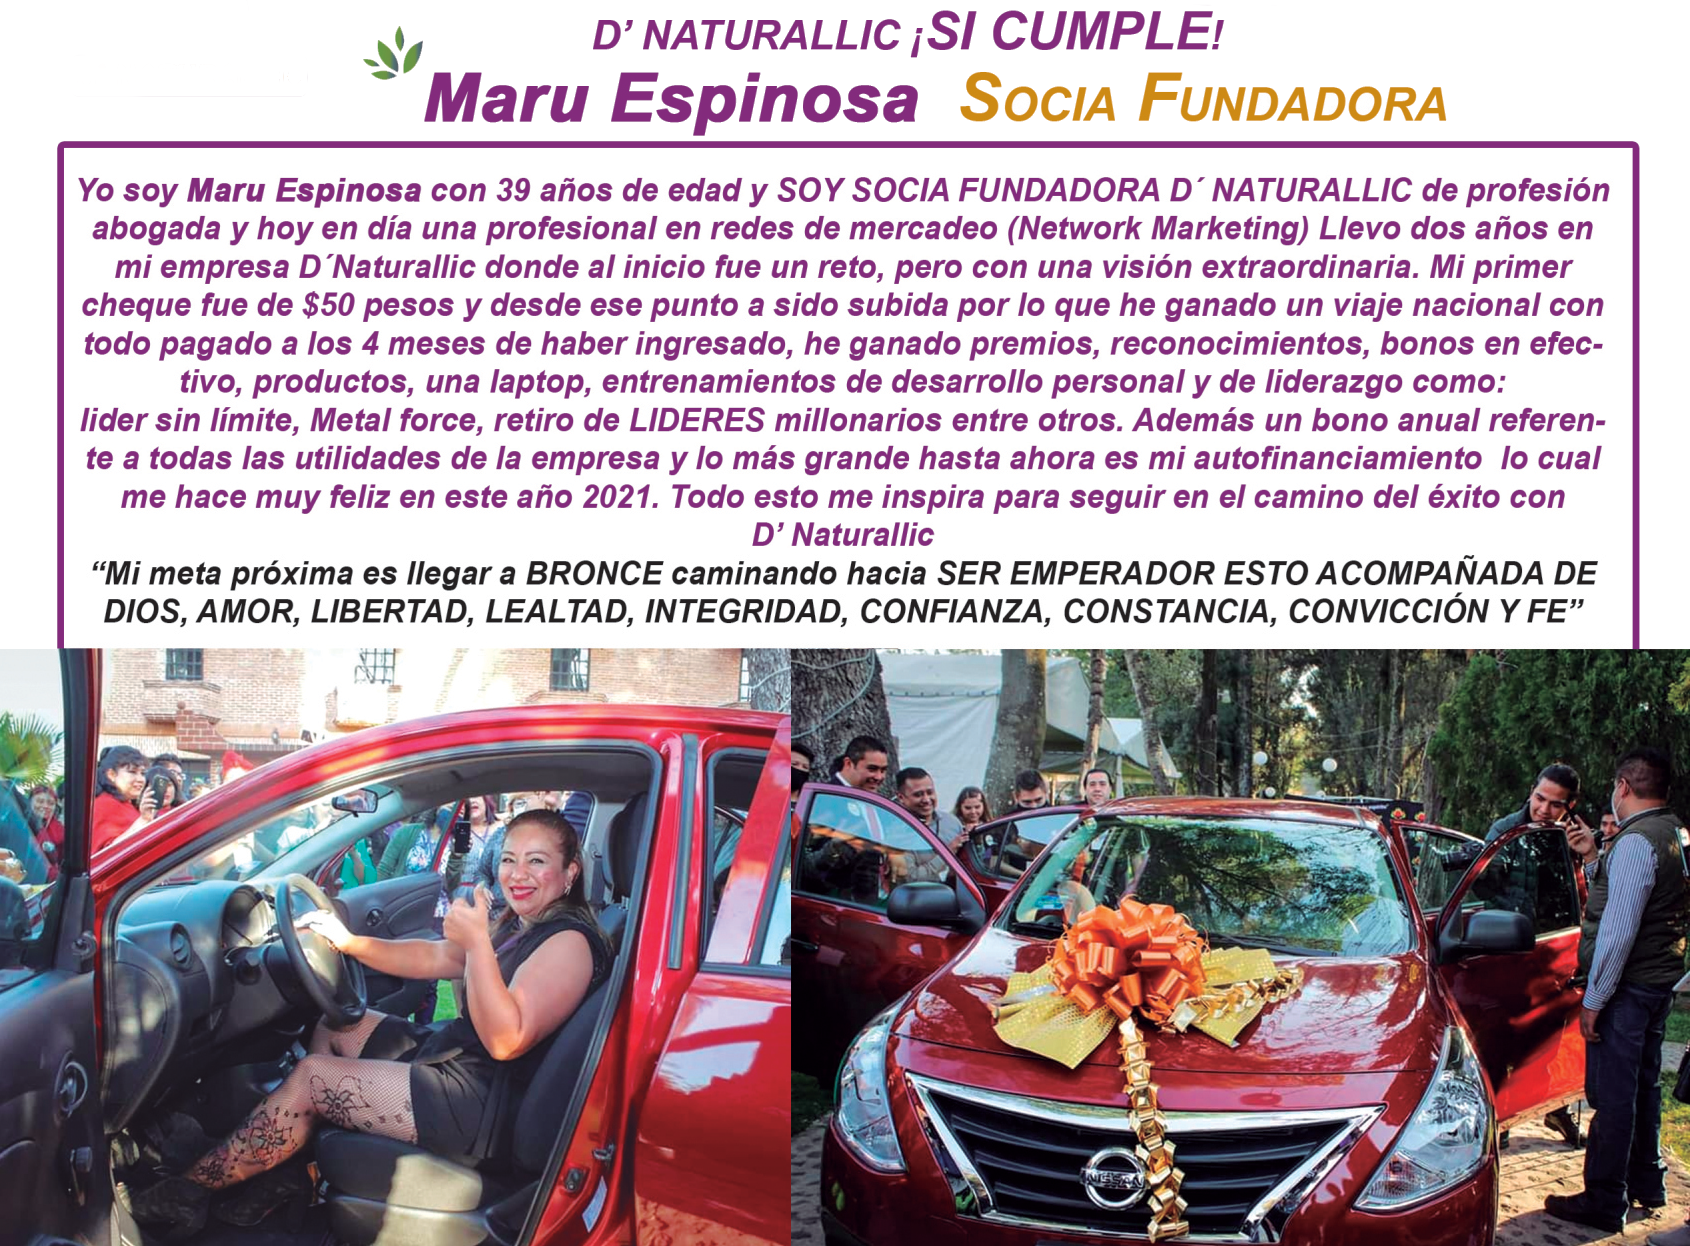 D’ NATURALLIC ¡SI CUMPLE!
Maru Espinosa SOCIA FUNDADORA
Yo soy Maru Espinosa con 39 años de edad y SOY SOCIA FUNDADORA D´ NATURALLIC de profesión
abogada y hoy en día una profesional en redes de mercadeo (Network Marketing) Llevo dos años en
mi empresa D´Naturallic donde al inicio fue un reto, pero con una visión extraordinaria. Mi primer
cheque fue de $50 pesos y desde ese punto a sido subida por lo que he ganado un viaje nacional con
todo pagado a los 4 meses de haber ingresado, he ganado premios, reconocimientos, bonos en efec-
tivo, productos, una laptop, entrenamientos de desarrollo personal y de liderazgo como:
lider sin límite, Metal force, retiro de LIDERES millonarios entre otros. Además un bono anual referen-
te a todas las utilidades de la empresa y lo más grande hasta ahora es mi autofinanciamiento lo cual
me hace muy feliz en este año 2021. Todo esto me inspira para seguir en el camino del éxito con
D’ Naturallic
“Mi meta próxima es llegar a BRONCE caminando hacia SER EMPERADOR ESTO ACOMPAÑADA DE
DIOS, AMOR, LIBERTAD, LEALTAD, INTEGRIDAD, CONFIANZA, CONSTANCIA, CONVICCIÓN Y FE”
NISSAN